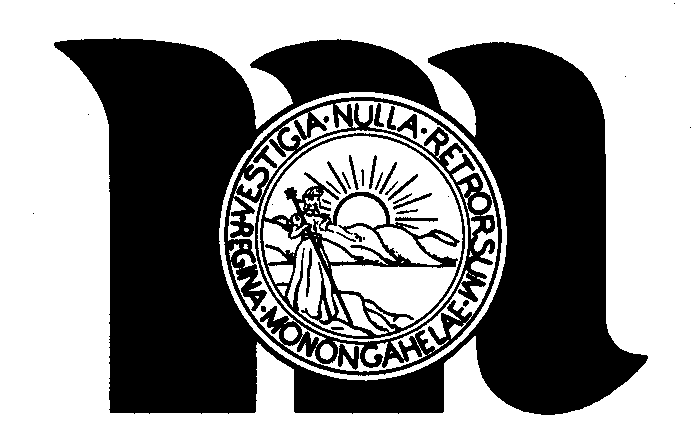 m
VESTIGIA·NULLA·RETRORSUM·
REGINA·MONONGAHELAE·